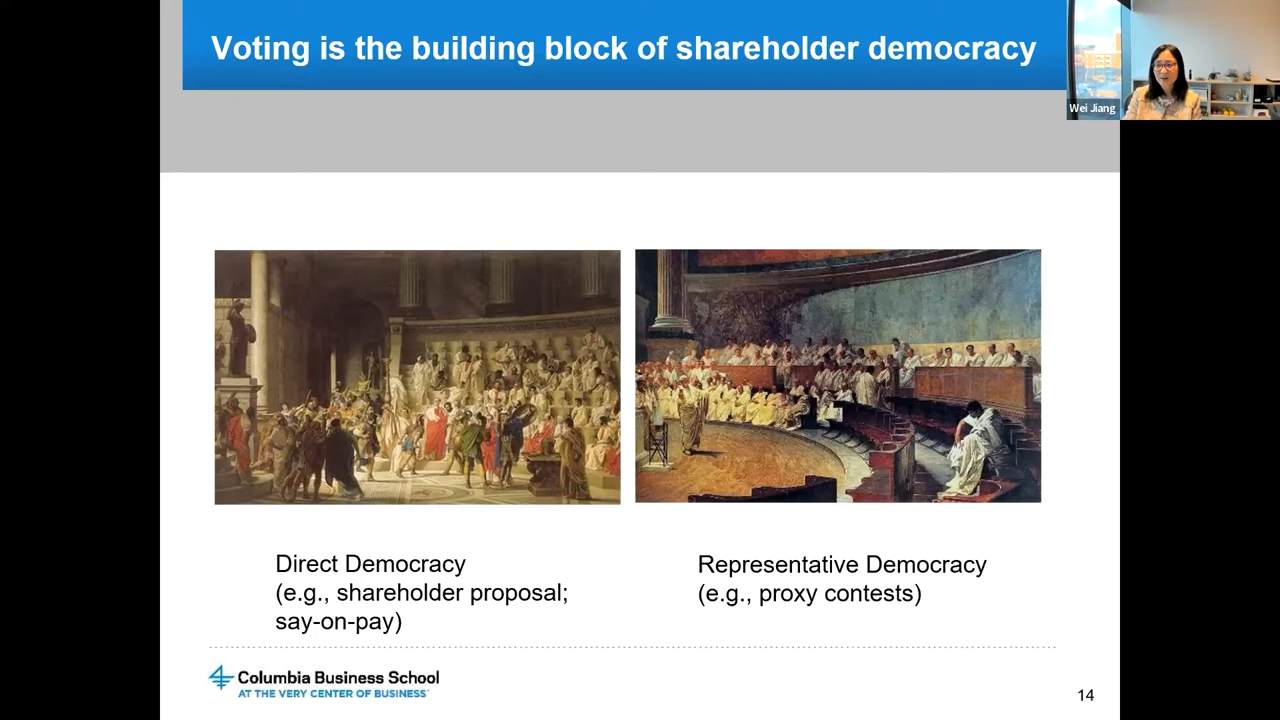 Voting is the building block of shareholder democracy
Wei Jiang
Direct Democracy
(e.g., shareholder proposal;
say-on-pay)
Representative Democracy
(e.g., proxy contests)
Columbia Business School
AT THE VERY CENTER OF BUSINESS™
14